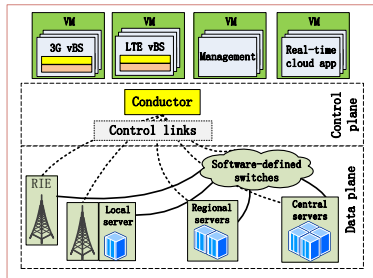 VM
VM
VM
VM
3G vBS
LTE vBS
Management
Real-time
cloud app
Conductor
Control links
Control
plane
Software-defined
switches
RIE
Local
server
Regional
servers
Central
servers
Data plane